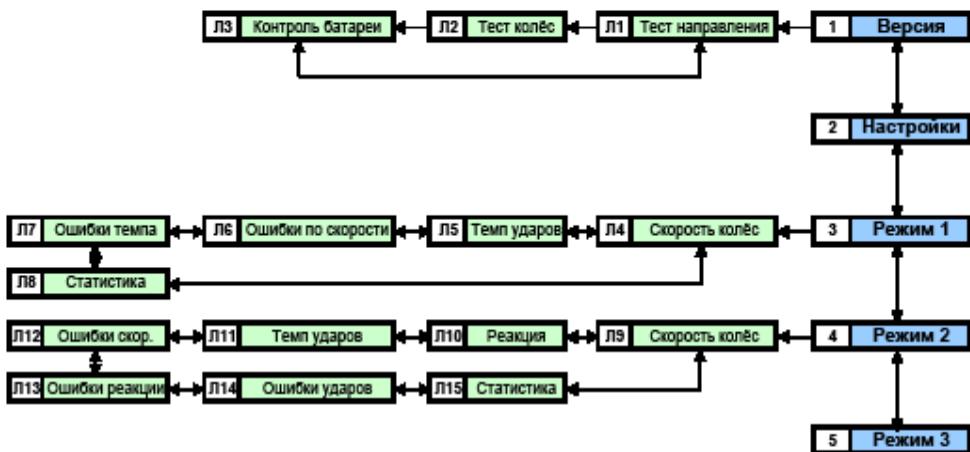 Л3 Контроль батареи Л2 Тест колёс Л1 Тест направления 1 Версия
2 Настройки
Л7 Ошибки темпа Л6 Ошибки по скорости Л5 Темп ударов Л4 Скорость колёс 3 Режим 1
Л8 Статистика
Л12 Ошибки скор. Л11 Темп ударов Л10 Реакция Л9 Скорость колёс 4 Режим 2
Л13 Ошибки реакции Л14 Ошибки ударов Л15 Статистика
5 Режим 3